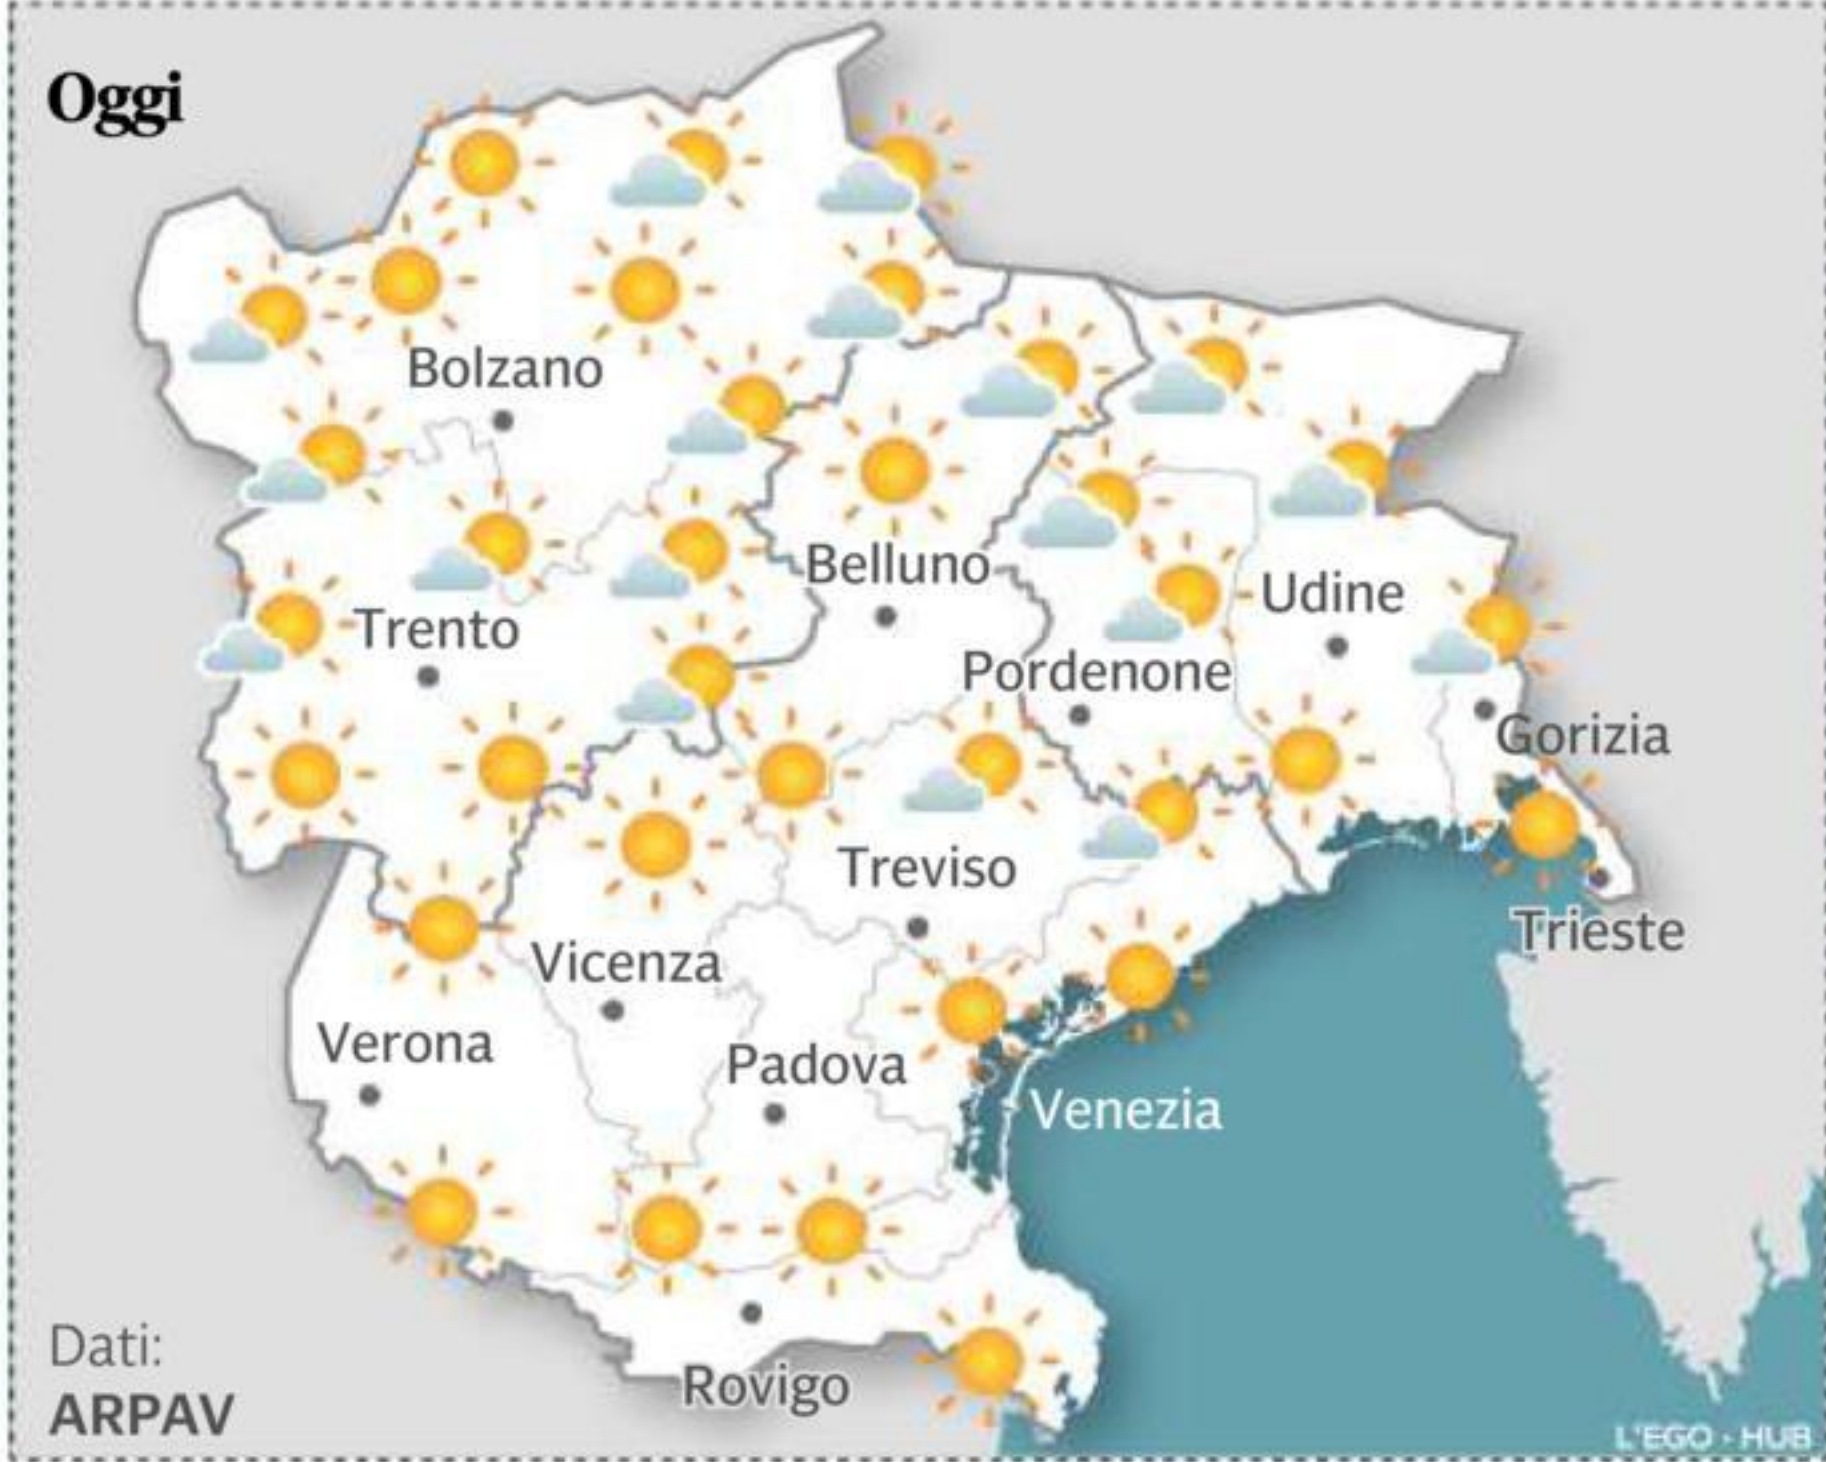 Oggi
Bolzano
Belluno
Trento
Udine
Pordenone
Gorizia
Treviso
Trieste
Vicenza
Verona
Padova
Venezia
Rovigo
Dati:
ARPAV
L'EGO - HUB